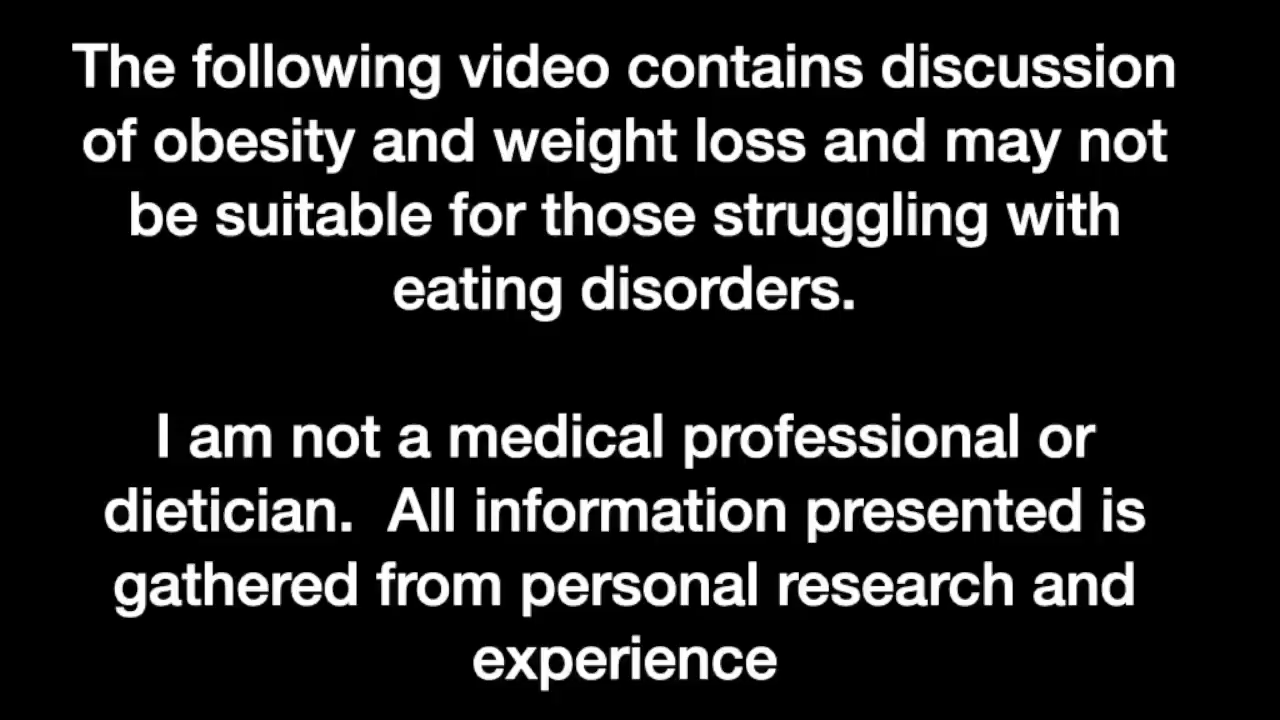 The following video contains discussion
of obesity and weight loss and may not
be suitable for those struggling with
eating disorders.
I am not a medical professional or
dietician.  All information presented is
gathered from personal research and
experience